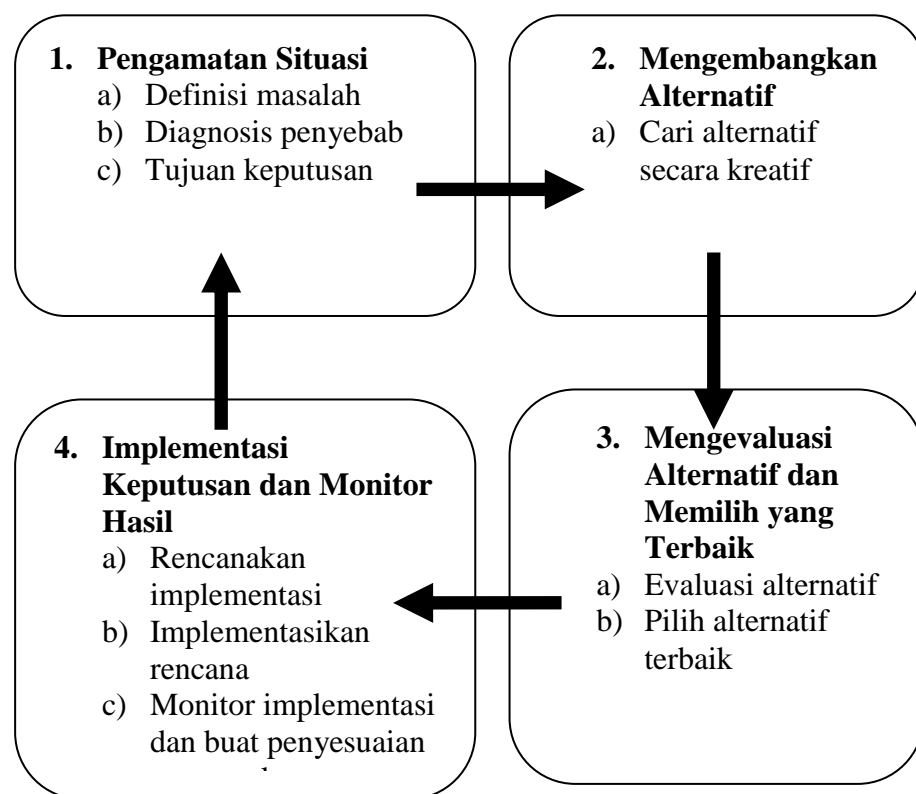 1. Pengamatan Situasi
a) Definisi masalah
b) Diagnosis penyebab
c) Tujuan keputusan
2. Mengembangkan
Alternatif
a) Cari alternatif
secara kreatif
3. Mengevaluasi
Alternatif dan
Memilih yang
Terbaik
a) Evaluasi alternatif
b) Pilih alternatif
terbaik
4. Implementasi
Keputusan dan Monitor
Hasil
a) Rencanakan
implementasi
b) Implementasikan
rencana
c) Monitor implementasi
dan buat penyesuaian